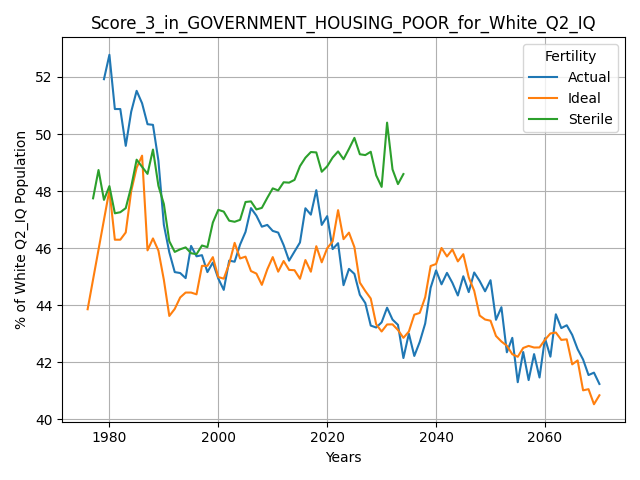 Score_3_in_GOVERNMENT_HOUSING_POOR_for_White_Q2_IQ
Fertility
Actual
Ideal
Sterile
% of White Q2_IQ Population
52
50
48
46
44
42
40
1980
2000
2020
2040
2060
Years